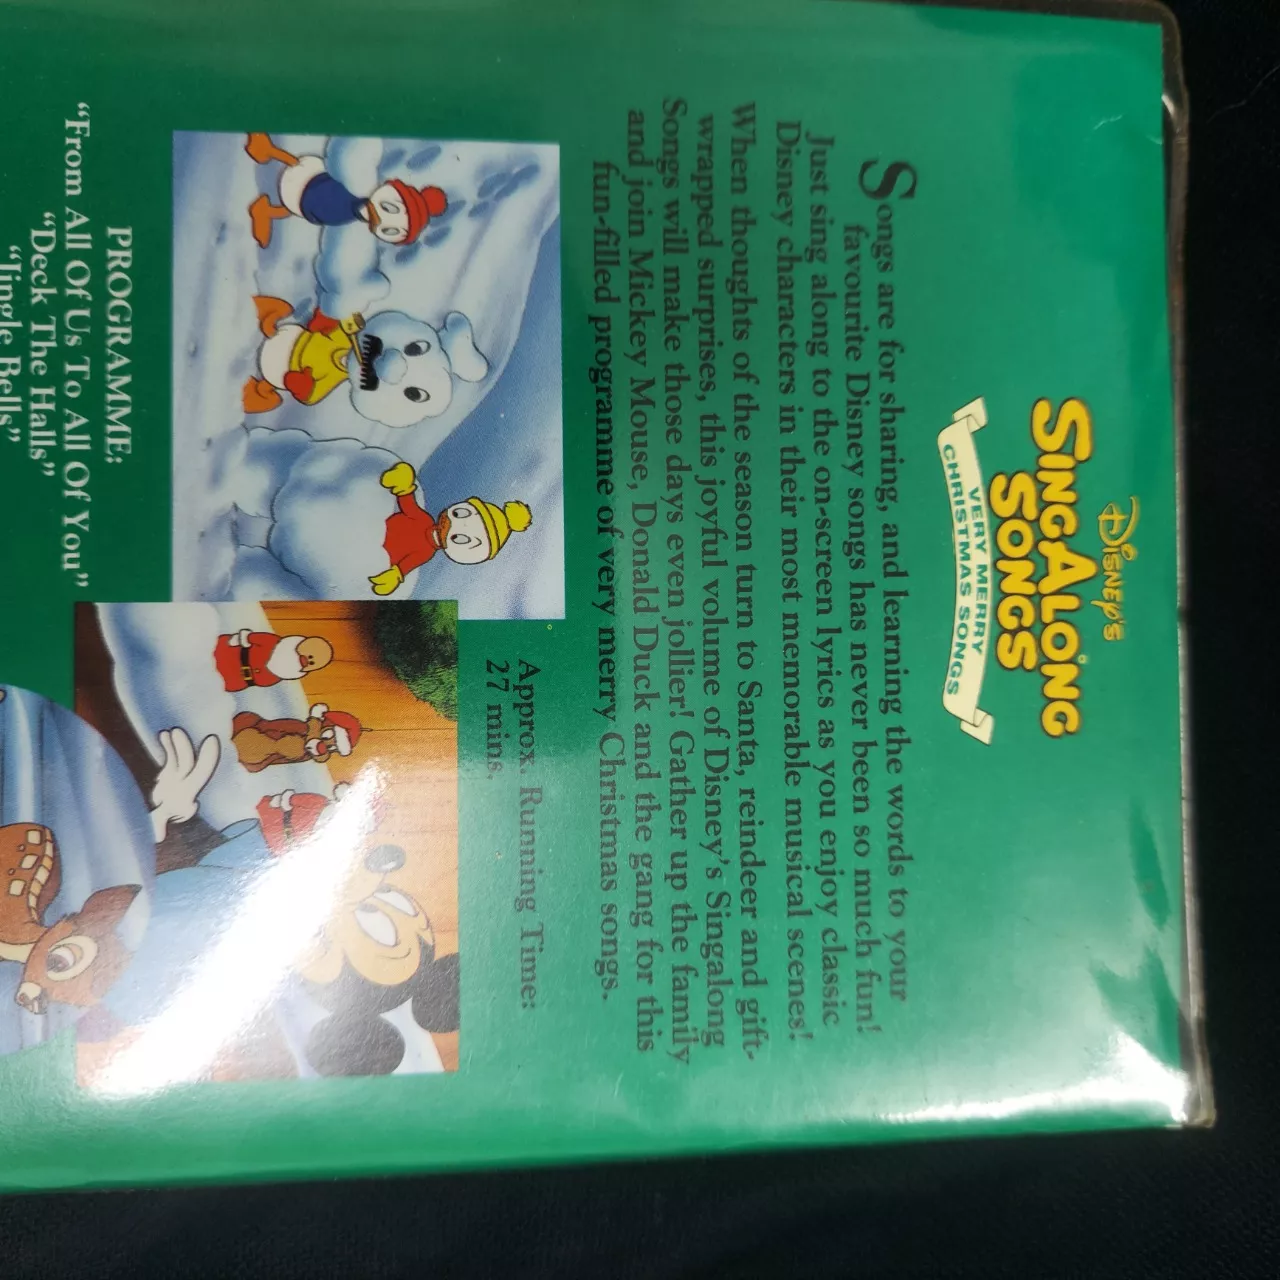 Disney's
SING ALONG
SONGS
VERY MERRY
CHRISTMAS SONGS
Songs are for sharing, and learning the words to your
favourite Disney songs has never been so much fun!
Just sing along to the on-screen lyrics as you enjoy classic
Disney characters in their most memorable musical scenes!
When thoughts of the season turn to Santa, reindeer and gift-
wrapped surprises, this joyful volume of Disney's Singalong
Songs will make those days even jollier! Gather up the family
and join Mickey Mouse, Donald Duck and the gang for this
fun-filled programme of very merry Christmas songs.
Approx. Running Time:
27 mins.
PROGRAMME:
"From All Of Us To All Of You"
"Deck The Halls"
"Jingle Bells"